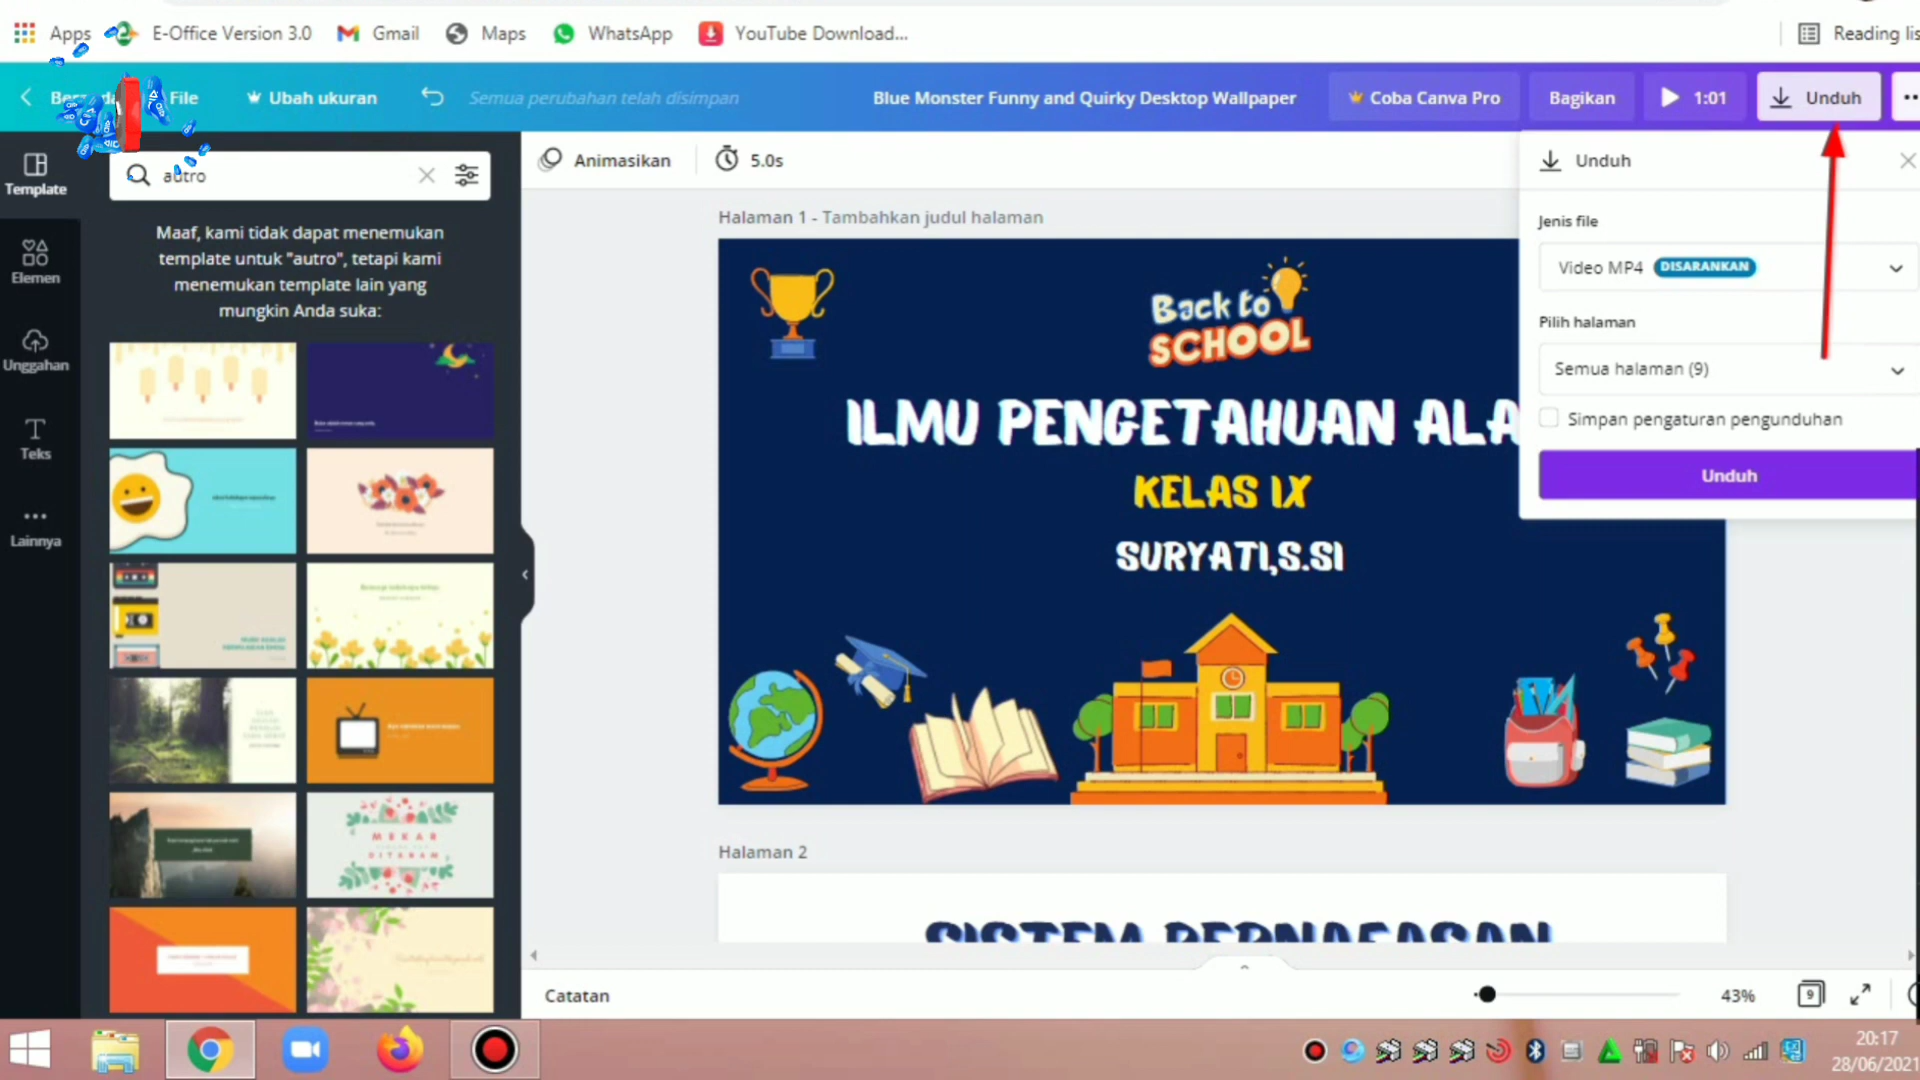 Apps
E-Office Version 3.0
Gmail
Maps
WhatsApp
YouTube Download...
Reading lis
File
Ubah ukuran
Semua perubahan telah disimpan
Blue Monster Funny and Quirky Desktop Wallpaper
Coba Canva Pro
Bagikan
1:01
Unduh
Template
Elemen
Unggahan
Teks
Lainnya
autro
Maaf, kami tidak dapat menemukan
template untuk "autro", tetapi kami
menemukan template lain yang
mungkin Anda suka:
MEKAR
DITANAM
Animasikan
5.0s
Halaman 1 - Tambahkan judul halaman
Back to
SCHOOL
ILMU PENGETAHUAN ALA
KELAS IX
SURYATI,S.SI
Halaman 2
SISTEM PERNAFASAN
Unduh
Jenis file
Video MP4 DISARANKAN
Pilih halaman
Semua halaman (9)
Simpan pengaturan pengunduhan
Unduh
Catatan
43%
9
20:17
28/06/2021